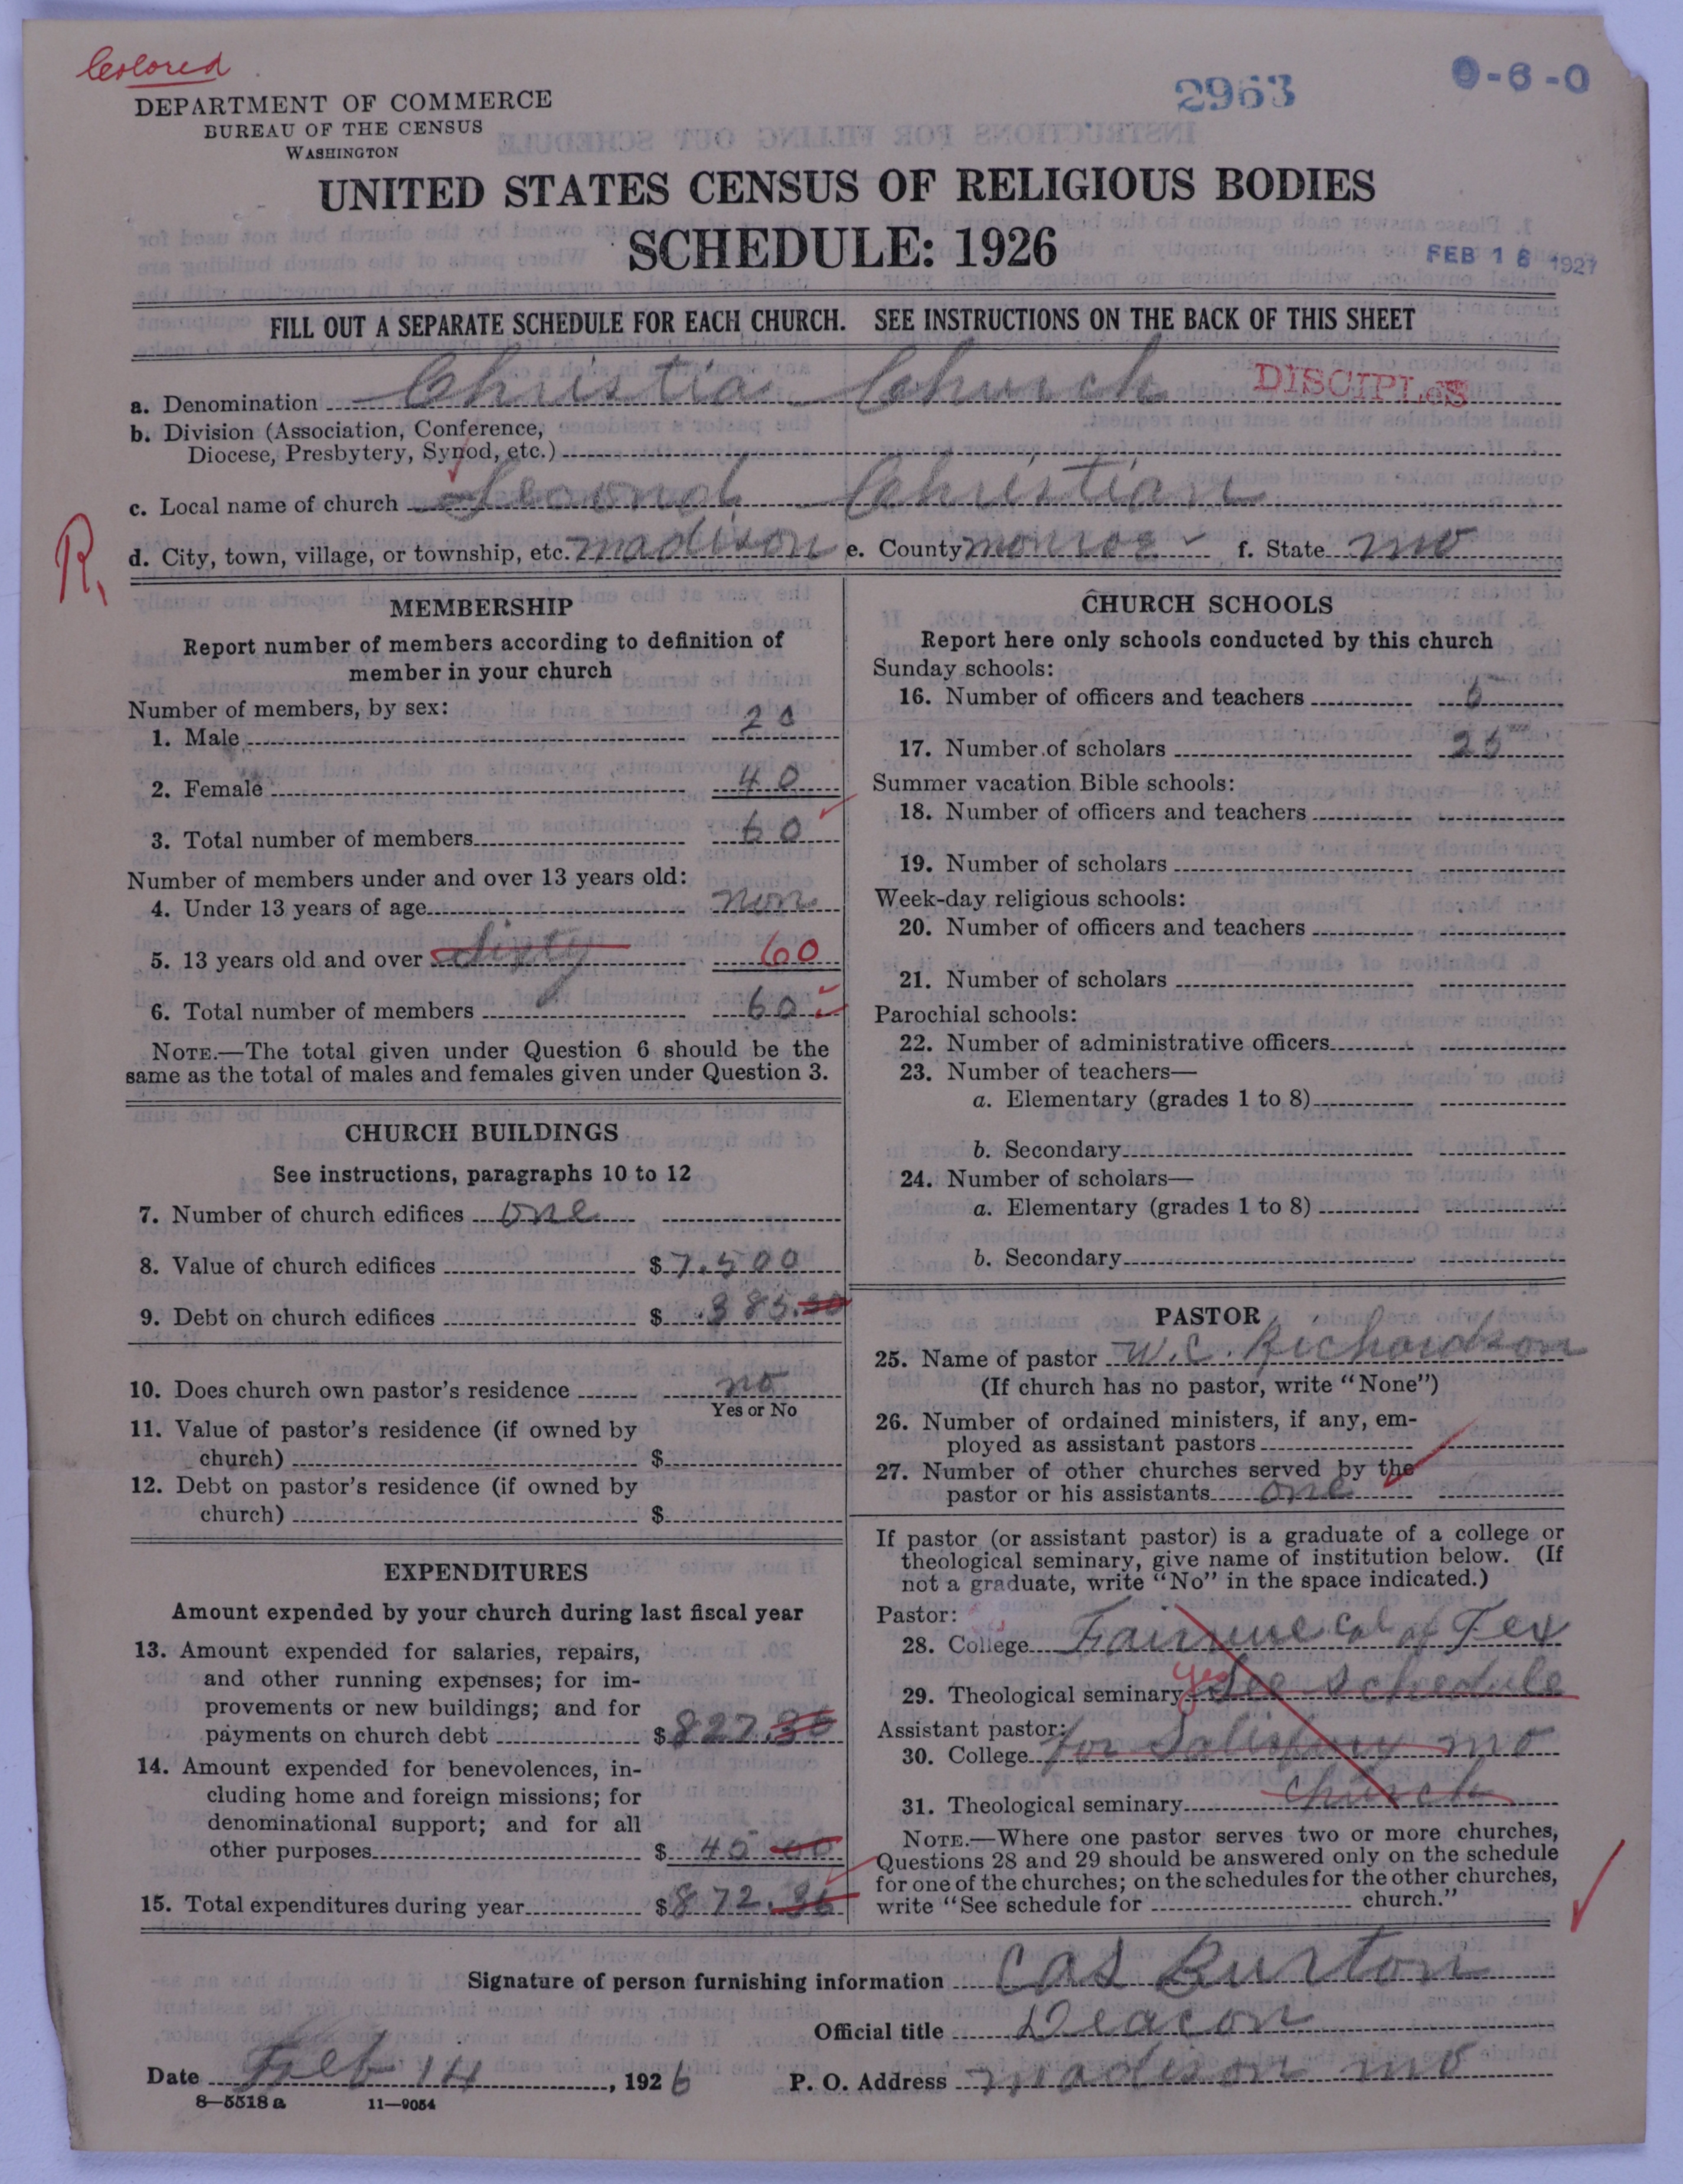 Colored
DEPARTMENT OF COMMERCE
BUREAU OF THE CENSUS
WASHINGTON
2963
0-6-0
UNITED STATES CENSUS OF RELIGIOUS BODIES
SCHEDULE: 1926
FEB 16 1927
FILL OUT A SEPARATE SCHEDULE FOR EACH CHURCH. SEE INSTRUCTIONS ON THE BACK OF THIS SHEET
a. Denomination Christian Church DISCIPLeS
b. Division (Association, Conference,
Diocese, Presbytery, Synod, etc.)
c. Local name of church Second Christian
R,
d. City, town, village, or township, etc. Madison e. County Monroe f. State Mo
MEMBERSHIP
Report number of members according to definition of
member in your church
Number of members, by sex:
1. Male 20
2. Female 40
3. Total number of members 60
Number of members under and over 13 years old:
4. Under 13 years of age Non
5. 13 years old and over sixty 60
6. Total number of members 60
NOTE.—The total given under Question 6 should be the
same as the total of males and females given under Question 3.
CHURCH BUILDINGS
See instructions, paragraphs 10 to 12
7. Number of church edifices one
8. Value of church edifices $7.500
9. Debt on church edifices $ 385.
10. Does church own pastor's residence no
Yes or No
11. Value of pastor's residence (if owned by
church) $
12. Debt on pastor's residence (if owned by
church) $
EXPENDITURES
Amount expended by your church during last fiscal year
13. Amount expended for salaries, repairs,
and other running expenses; for im-
provements or new buildings; and for
payments on church debt $827.36
14. Amount expended for benevolences, in-
cluding home and foreign missions; for
denominational support; and for all
other purposes $ 45 00
15. Total expenditures during year $872.36
CHURCH SCHOOLS
Report here only schools conducted by this church
Sunday schools:
16. Number of officers and teachers 5
17. Number of scholars 25
Summer vacation Bible schools:
18. Number of officers and teachers
19. Number of scholars
Week-day religious schools:
20. Number of officers and teachers
21. Number of scholars
Parochial schools:
22. Number of administrative officers
23. Number of teachers—
a. Elementary (grades 1 to 8)
b. Secondary
24. Number of scholars—
a. Elementary (grades 1 to 8)
b. Secondary
PASTOR
25. Name of pastor W.C. Richardson
(If church has no pastor, write "None")
26. Number of ordained ministers, if any, em-
ployed as assistant pastors
27. Number of other churches served by the
pastor or his assistants one
If pastor (or assistant pastor) is a graduate of a college or
theological seminary, give name of institution below. (If
not a graduate, write "No" in the space indicated.)
Pastor:
28. College Col of Tex
29. Theological seminary yes See schedule
Assistant pastor:
30. College for Salisbury mo
31. Theological seminary church
NOTE.—Where one pastor serves two or more churches,
Questions 28 and 29 should be answered only on the schedule
for one of the churches; on the schedules for the other churches,
write "See schedule for church."
Signature of person furnishing information Cas Burton
Official title Deacon
Date Feb 14, 1926 P. O. Address Madison Mo
8—5518a 11—9054